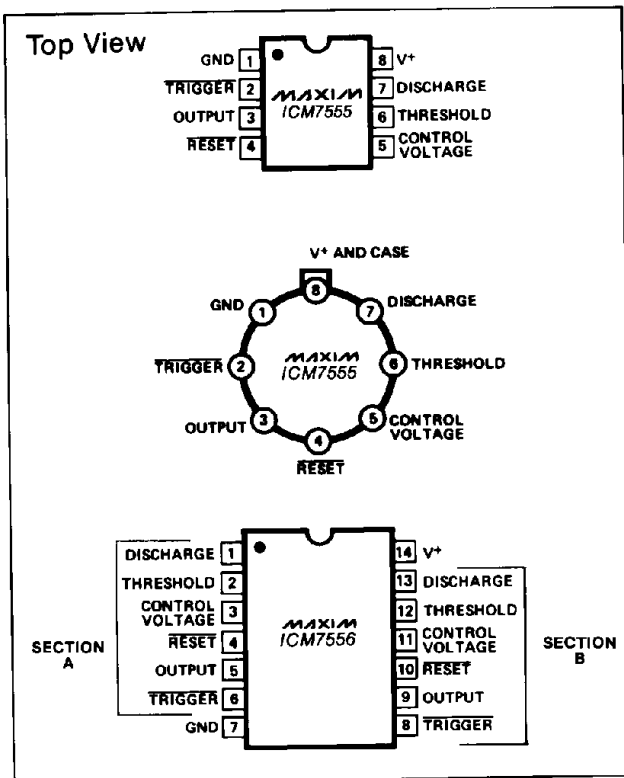 Top View
GND 1
TRIGGER 2
OUTPUT 3
RESET 4
MAXIM
ICM7555
8 V+
7 DISCHARGE
6 THRESHOLD
5 CONTROL
VOLTAGE
V+ AND CASE
8
GND 1
7 DISCHARGE
TRIGGER 2
MAXIM
ICM7555
6 THRESHOLD
OUTPUT 3
5 CONTROL
VOLTAGE
4
RESET
SECTION
A
DISCHARGE 1
THRESHOLD 2
CONTROL
VOLTAGE 3
RESET 4
OUTPUT 5
TRIGGER 6
GND 7
MAXIM
ICM7556
14 V+
13 DISCHARGE
12 THRESHOLD
11 CONTROL
VOLTAGE
10 RESET
9 OUTPUT
8 TRIGGER
SECTION
B